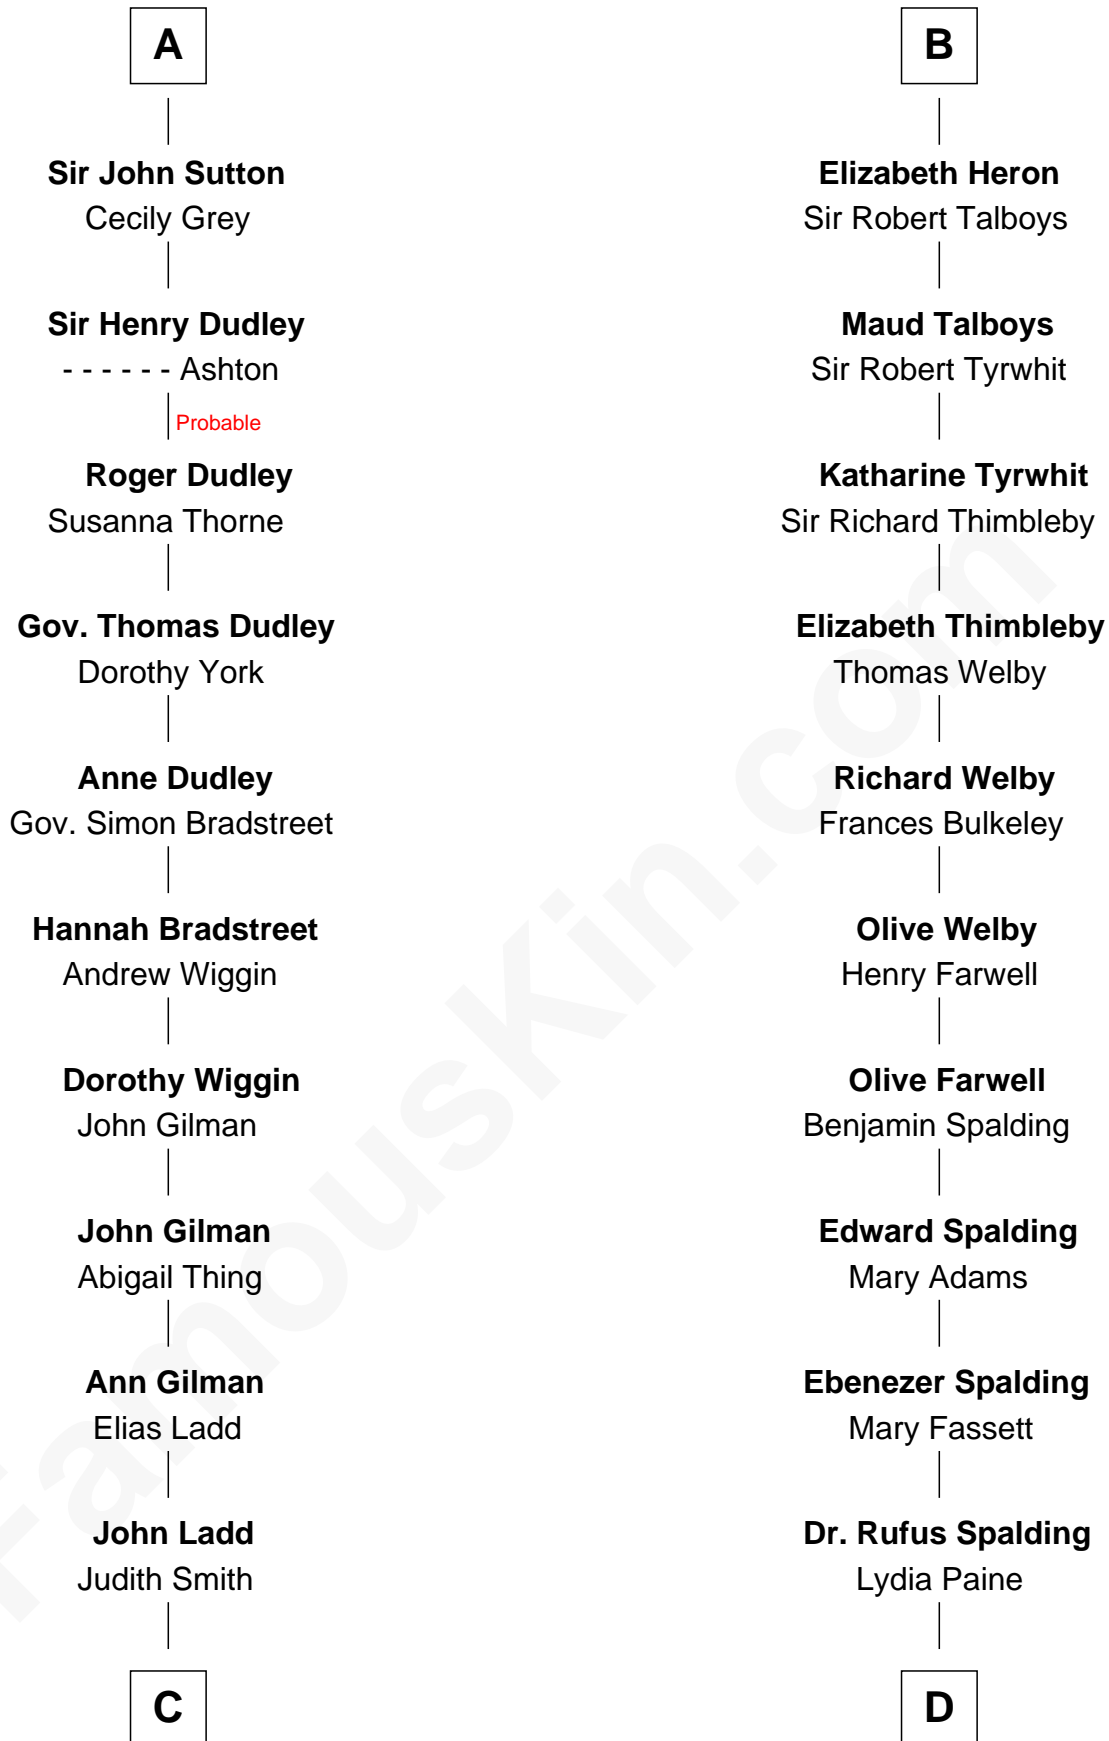 A
Sir John Sutton
Cecily Grey
Sir Henry Dudley
- - - - - - Ashton
Probable
Roger Dudley
Susanna Thorne
Gov. Thomas Dudley
Dorothy York
Anne Dudley
Gov. Simon Bradstreet
Hannah Bradstreet
Andrew Wiggin
Dorothy Wiggin
John Gilman
John Gilman
Abigail Thing
Ann Gilman
Elias Ladd
John Ladd
Judith Smith
C
B
Elizabeth Heron
Sir Robert Talboys
Maud Talboys
Sir Robert Tyrwhit
Katharine Tyrwhit
Sir Richard Thimbleby
Elizabeth Thimbleby
Thomas Welby
Richard Welby
Frances Bulkeley
Olive Welby
Henry Farwell
Olive Farwell
Benjamin Spalding
Edward Spalding
Mary Adams
Ebenezer Spalding
Mary Fassett
Dr. Rufus Spalding
Lydia Paine
D
FamousKin.com